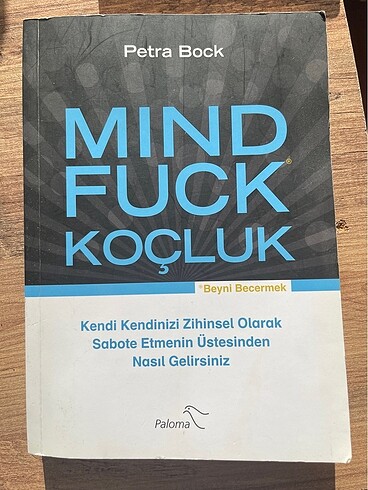 Petra Bock
MIND
FUCK®
KOÇLUK
*Beyni Becermek
Kendi Kendinizi Zihinsel Olarak
Sabote Etmenin Üstesinden
Nasıl Gelirsiniz
Paloma